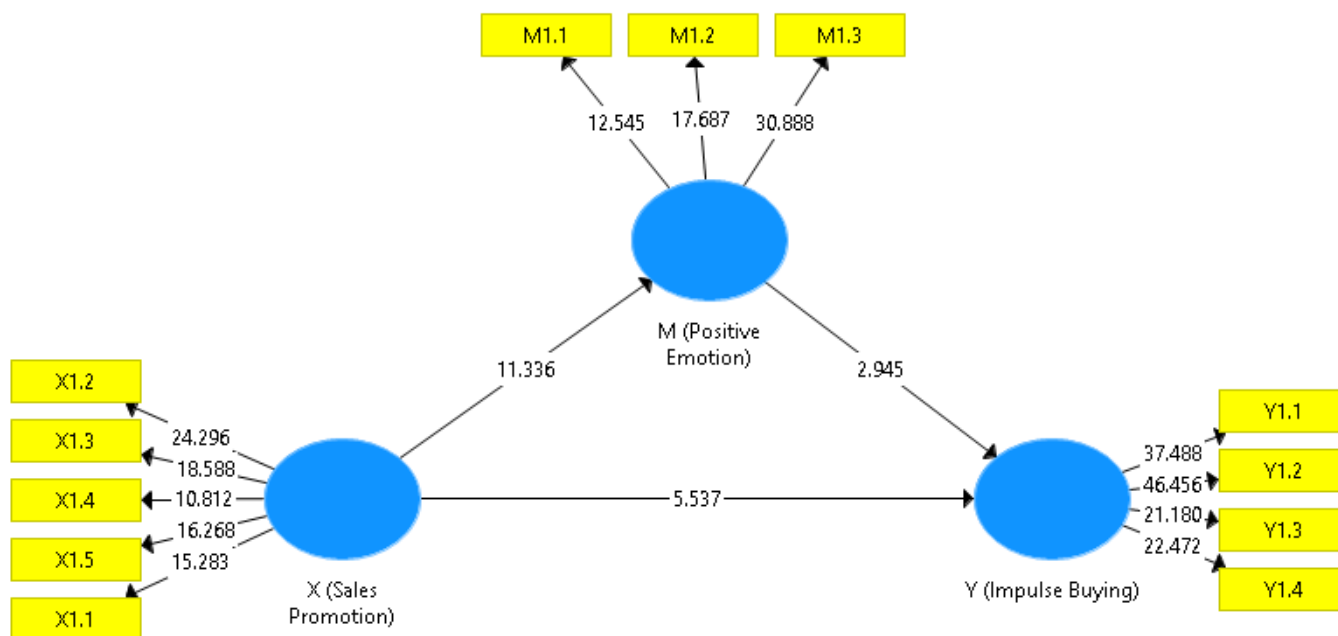 M1.1
M1.2
M1.3
12.545
17.687
30.888
M (Positive
Emotion)
11.336
2.945
X1.2
X1.3
X1.4
X1.5
X1.1
24.296
18.588
10.812
16.268
15.283
X (Sales
Promotion)
5.537
Y (Impulse Buying)
37.488
46.456
21.180
22.472
Y1.1
Y1.2
Y1.3
Y1.4